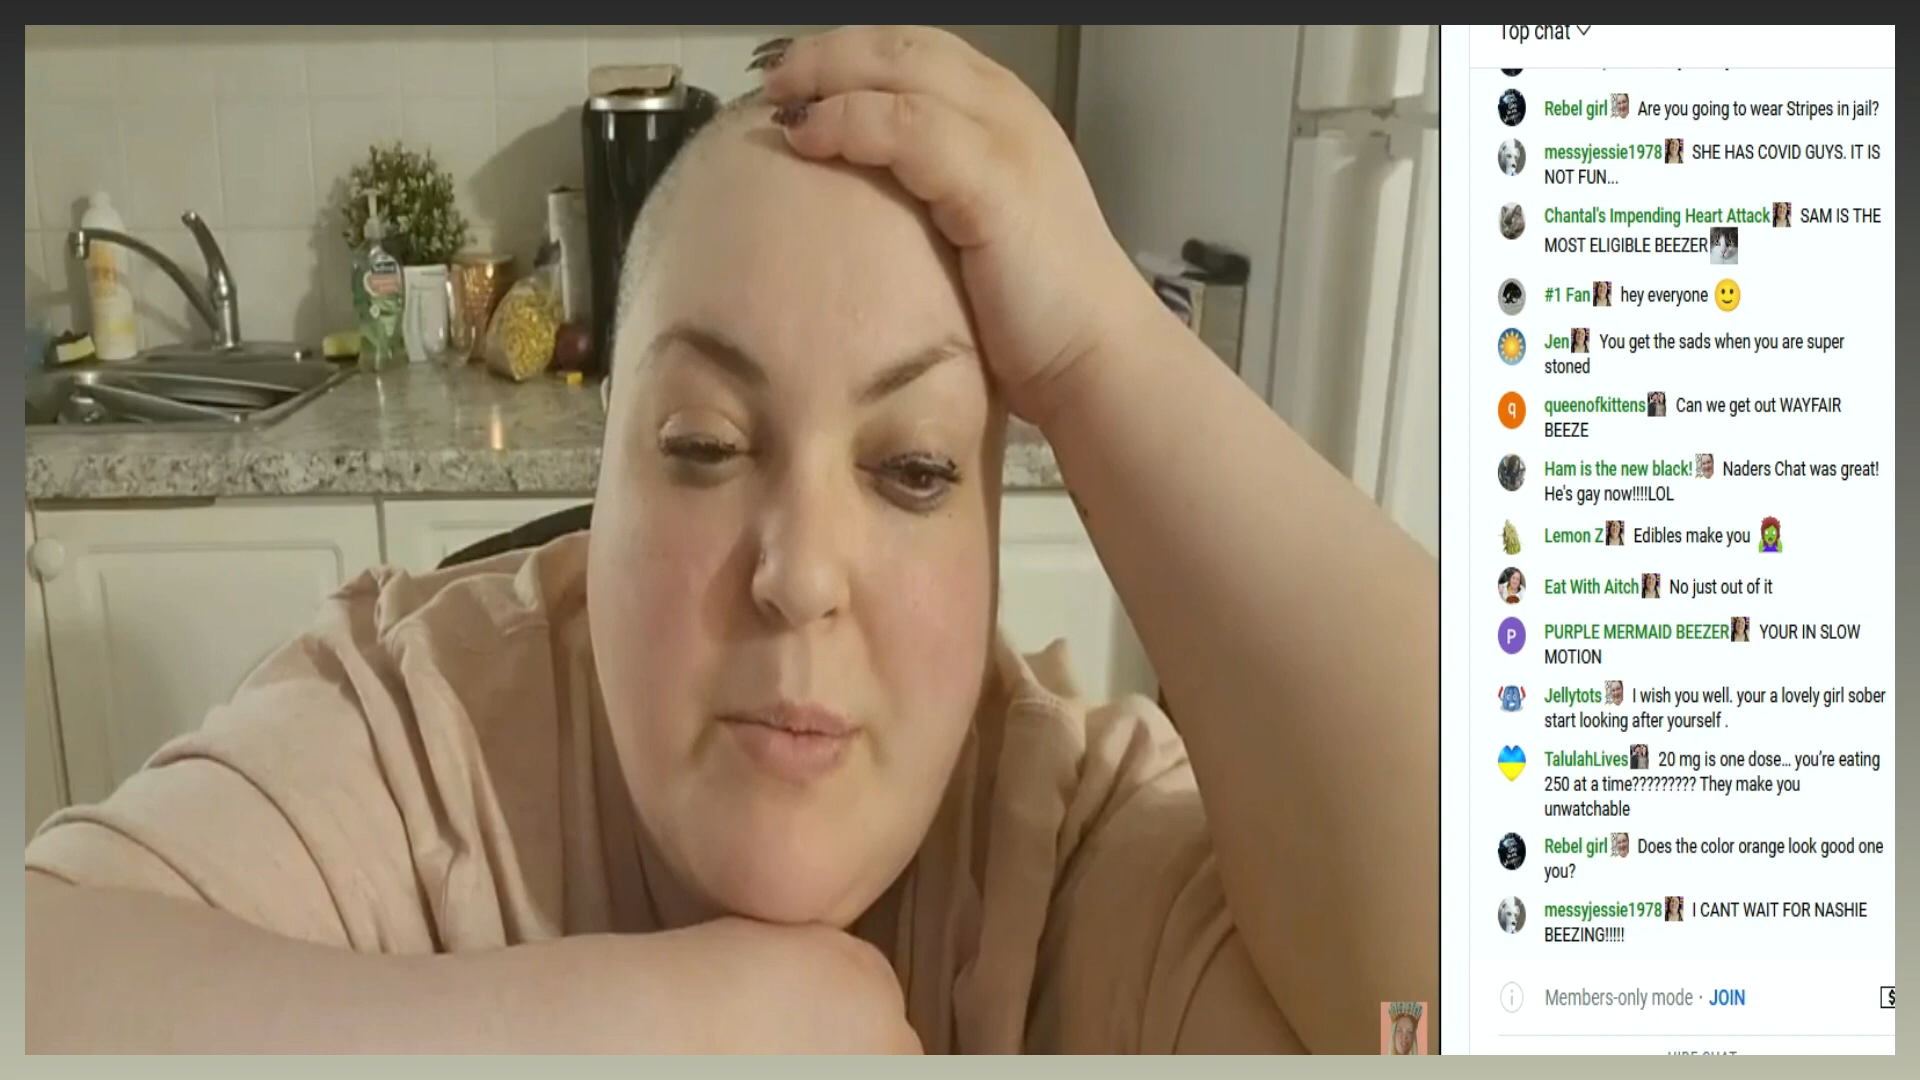 Top chat
Rebel girl Are you going to wear Stripes in jail?
messyjessie1978 SHE HAS COVID GUYS. IT IS
NOT FUN...
Chantal's Impending Heart Attack SAM IS THE
MOST ELIGIBLE BEEZER
#1 Fan hey everyone
Jen You get the sads when you are super
stoned
q
queenofkittens Can we get out WAYFAIR
BEEZE
Ham is the new black! Naders Chat was great!
He's gay now!!!!LOL
Lemon Z Edibles make you
Eat With Aitch No just out of it
P
PURPLE MERMAID BEEZER YOUR IN SLOW
MOTION
Jellytots I wish you well. your a lovely girl sober
start looking after yourself .
TalulahLives 20 mg is one dose... you're eating
250 at a time????????? They make you
unwatchable
Rebel girl Does the color orange look good one
you?
messyjessie1978 I CANT WAIT FOR NASHIE
BEEZING!!!!!
Members-only mode · JOIN
HIDE CHAT